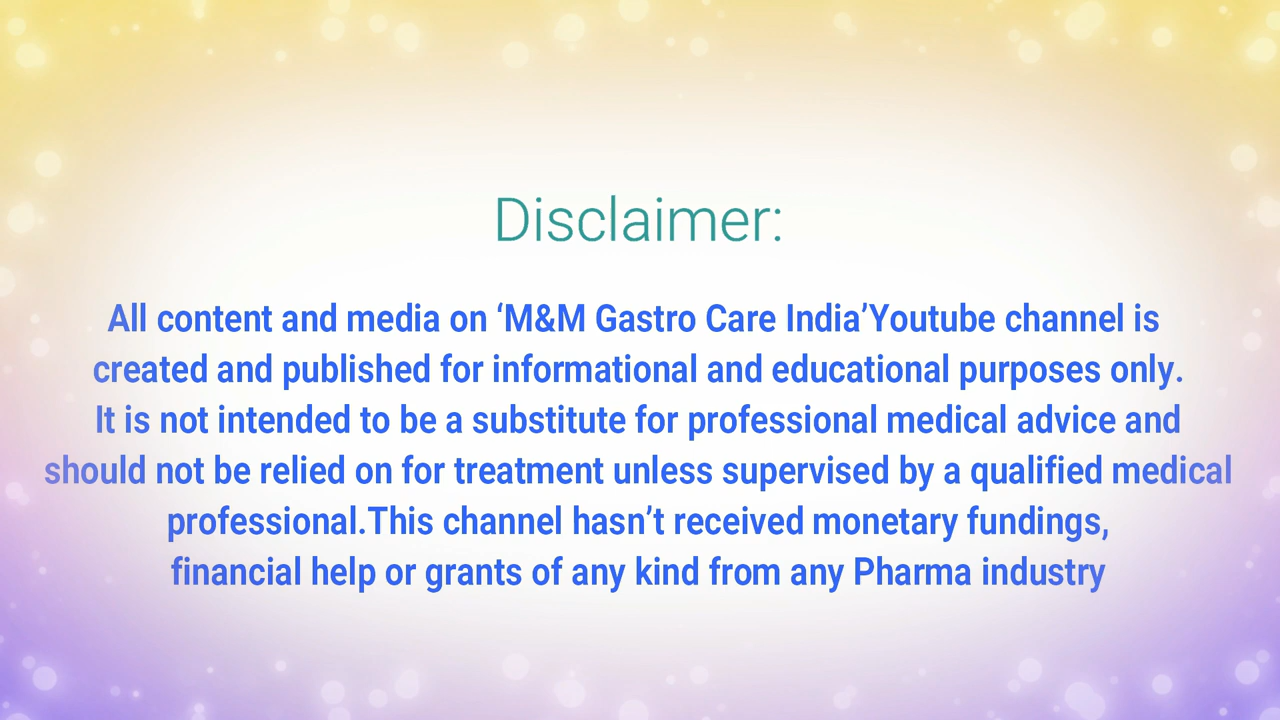 Disclaimer:
All content and media on ‘M&M Gastro Care India’Youtube channel is
created and published for informational and educational purposes only.
It is not intended to be a substitute for professional medical advice and
should not be relied on for treatment unless supervised by a qualified medical
professional.This channel hasn’t received monetary fundings,
financial help or grants of any kind from any Pharma industry